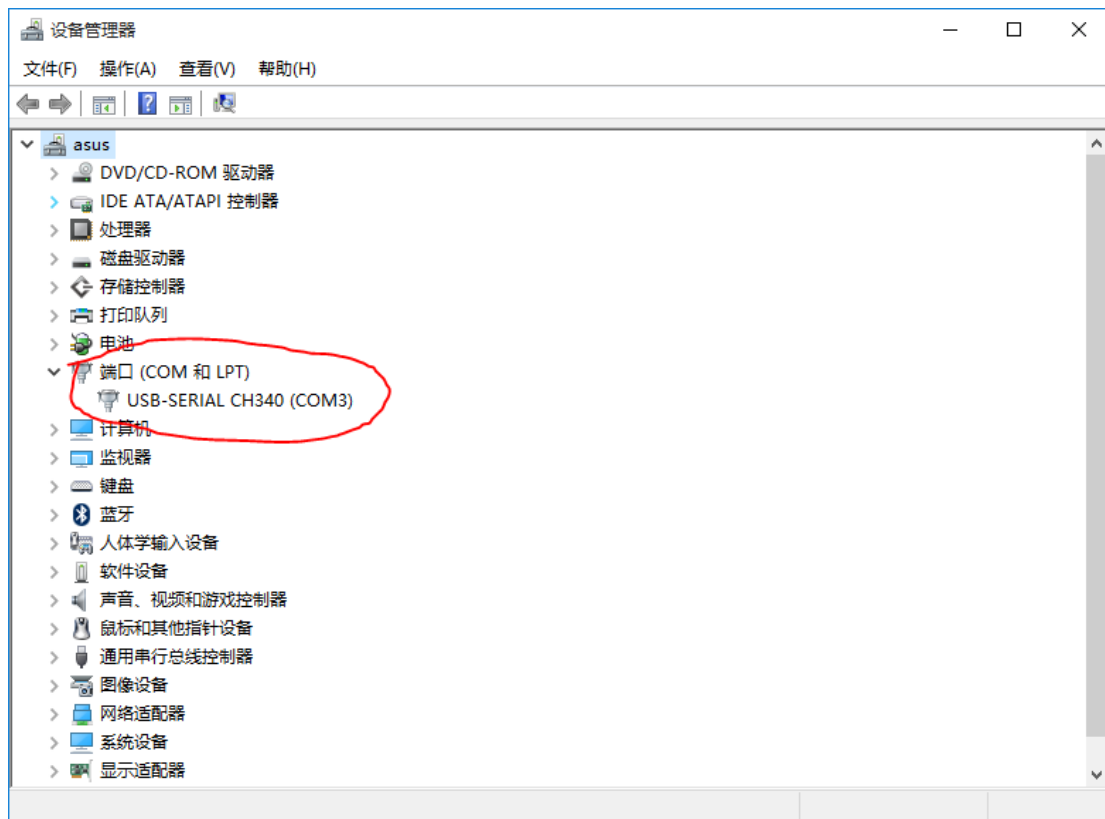 设备管理器
文件(F) 操作(A) 查看(V) 帮助(H)
asus
DVD/CD-ROM 驱动器
IDE ATA/ATAPI 控制器
处理器
磁盘驱动器
存储控制器
打印队列
电池
端口 (COM 和 LPT)
USB-SERIAL CH340 (COM3)
计算机
监视器
键盘
蓝牙
人体学输入设备
软件设备
声音、视频和游戏控制器
鼠标和其他指针设备
通用串行总线控制器
图像设备
网络适配器
系统设备
显示适配器